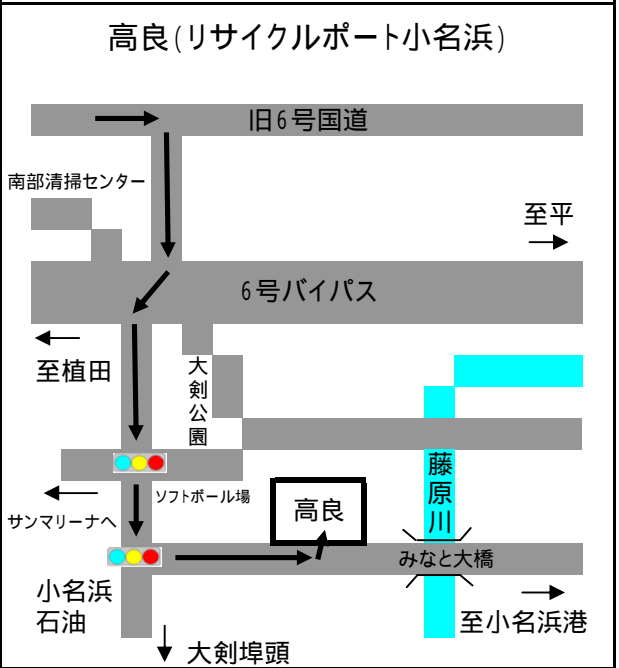 高良(リサイクルポート小名浜)
旧6号国道
南部清掃センター
至平
6号バイパス
至植田
大剣公園
藤原川
ソフトボール場
サンマリーナへ
高良
みなと大橋
小名浜
石油
至小名浜港
大剣埠頭